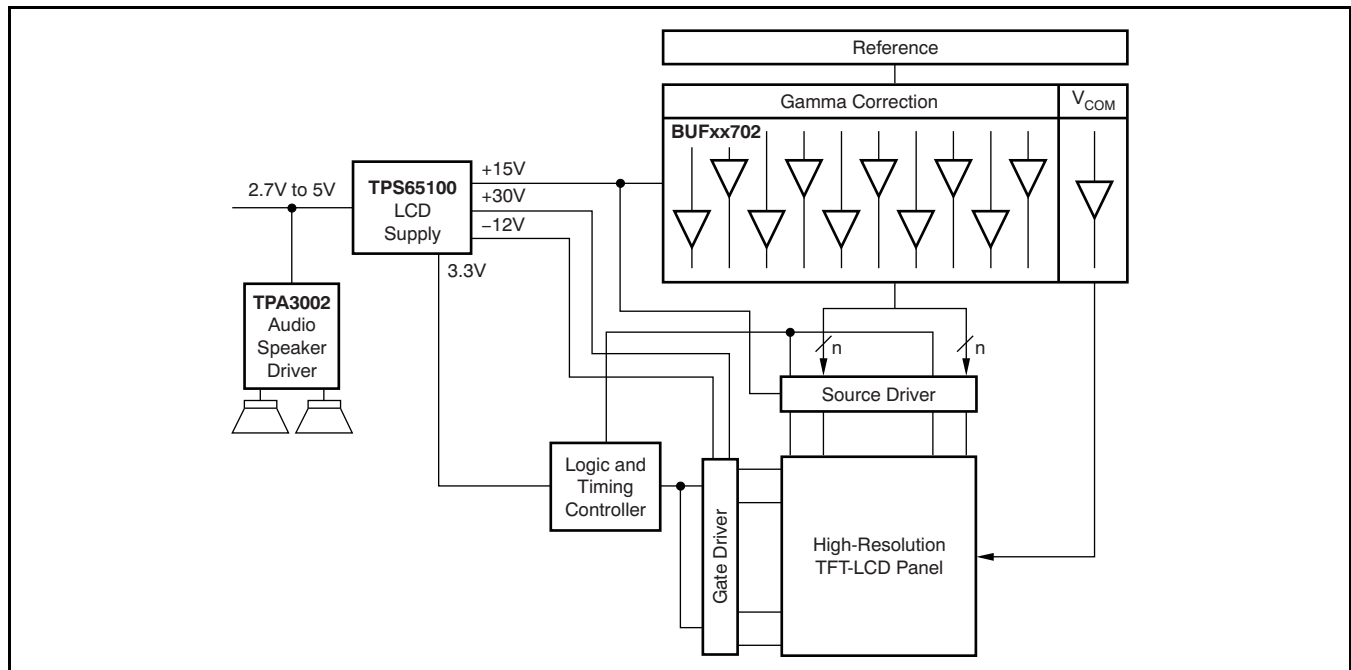 Reference
Gamma Correction
V_COM
BUFxx702
2.7V to 5V
TPS65100
LCD
Supply
+15V
+30V
−12V
3.3V
TPA3002
Audio
Speaker
Driver
n
n
Source Driver
Logic and
Timing
Controller
Gate Driver
High-Resolution
TFT-LCD Panel